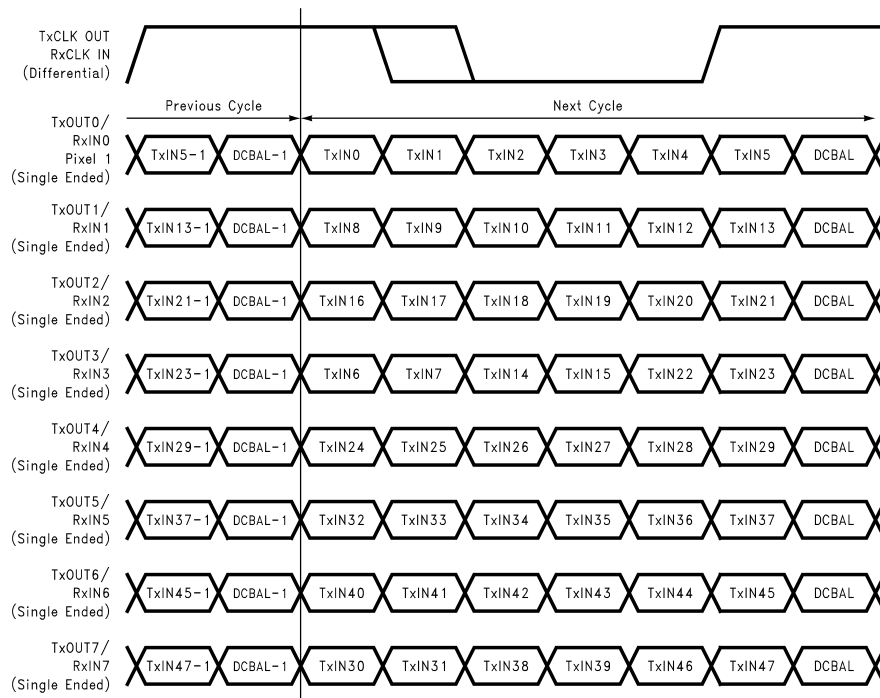 TxCLK OUT
RxCLK IN
(Differential)
Previous Cycle
Next Cycle
TxOUT0/
RxIN0
Pixel 1
(Single Ended)
TxIN5-1 DCBAL-1 TxIN0 TxIN1 TxIN2 TxIN3 TxIN4 TxIN5 DCBAL
TxOUT1/
RxIN1
(Single Ended)
TxIN13-1 DCBAL-1 TxIN8 TxIN9 TxIN10 TxIN11 TxIN12 TxIN13 DCBAL
TxOUT2/
RxIN2
(Single Ended)
TxIN21-1 DCBAL-1 TxIN16 TxIN17 TxIN18 TxIN19 TxIN20 TxIN21 DCBAL
TxOUT3/
RxIN3
(Single Ended)
TxIN23-1 DCBAL-1 TxIN6 TxIN7 TxIN14 TxIN15 TxIN22 TxIN23 DCBAL
TxOUT4/
RxIN4
(Single Ended)
TxIN29-1 DCBAL-1 TxIN24 TxIN25 TxIN26 TxIN27 TxIN28 TxIN29 DCBAL
TxOUT5/
RxIN5
(Single Ended)
TxIN37-1 DCBAL-1 TxIN32 TxIN33 TxIN34 TxIN35 TxIN36 TxIN37 DCBAL
TxOUT6/
RxIN6
(Single Ended)
TxIN45-1 DCBAL-1 TxIN40 TxIN41 TxIN42 TxIN43 TxIN44 TxIN45 DCBAL
TxOUT7/
RxIN7
(Single Ended)
TxIN47-1 DCBAL-1 TxIN30 TxIN31 TxIN38 TxIN39 TxIN46 TxIN47 DCBAL